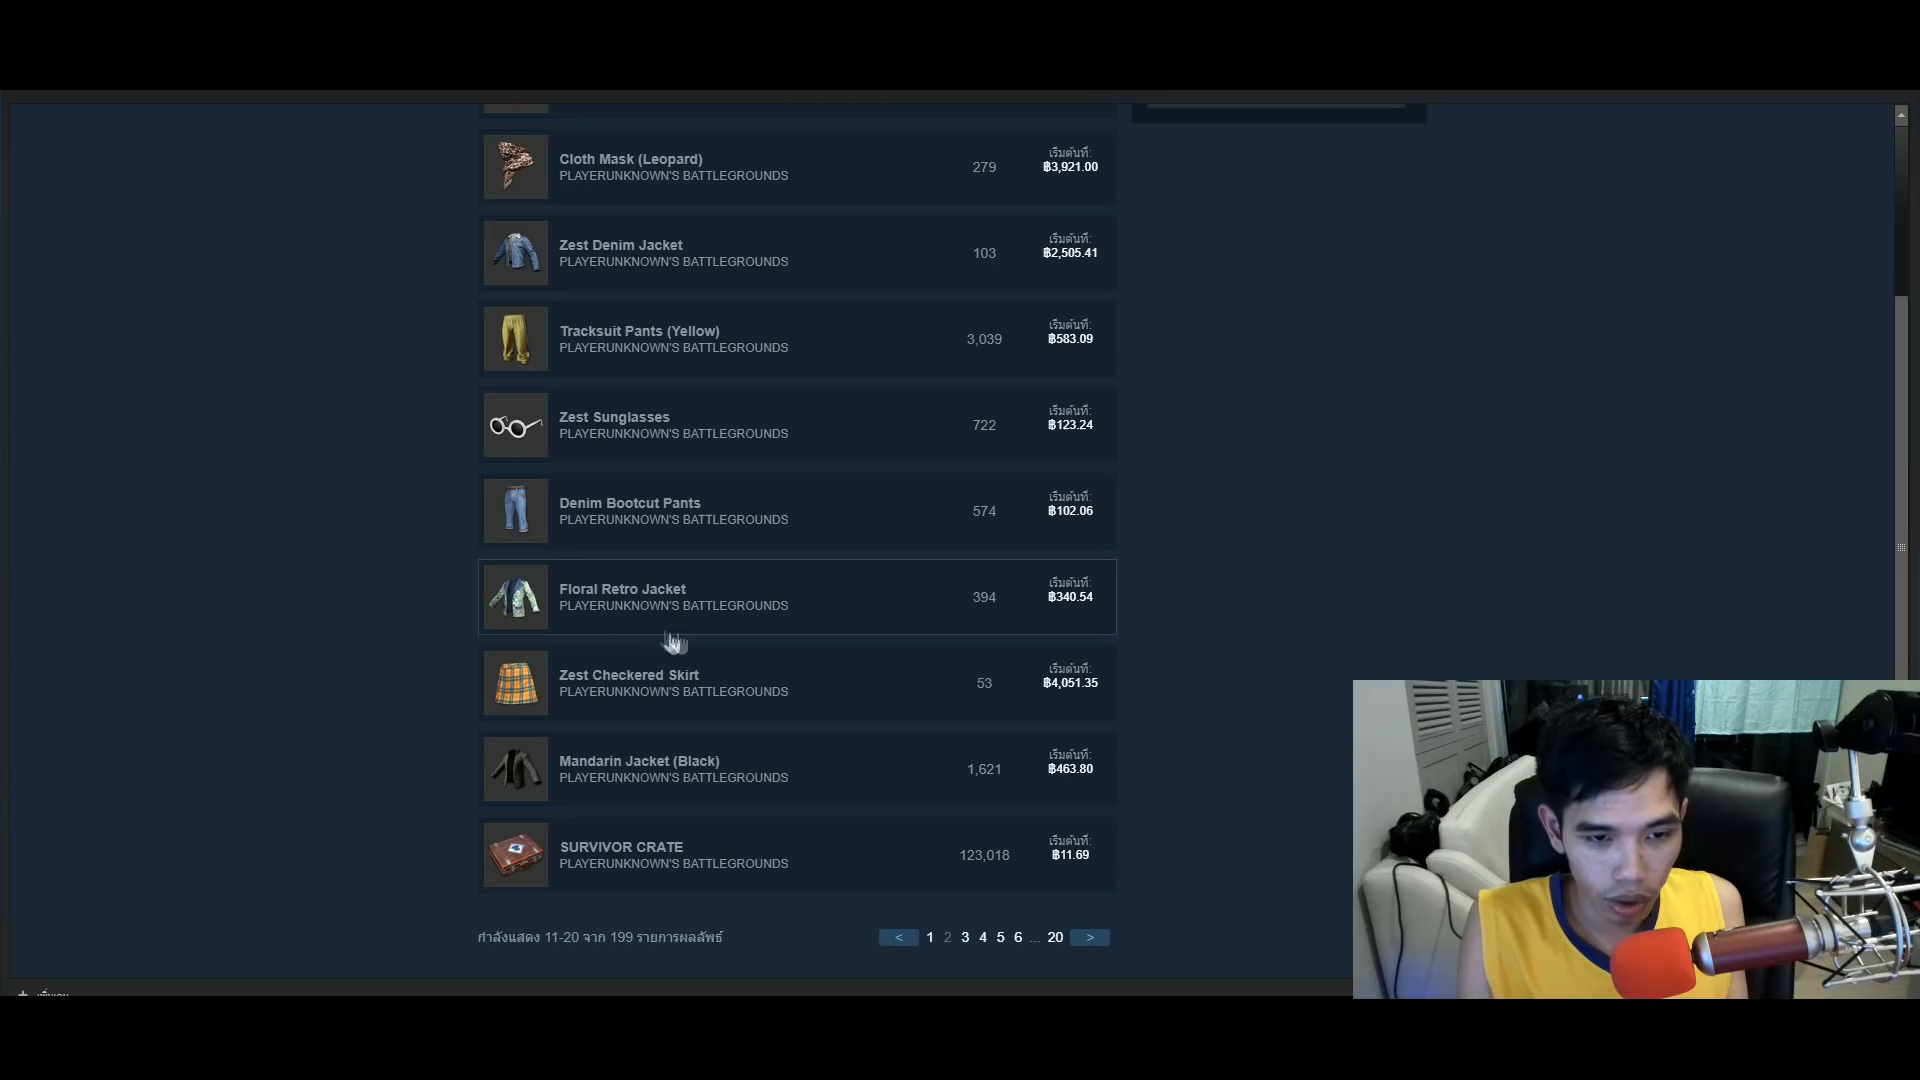 Cloth Mask (Leopard)
PLAYERUNKNOWN'S BATTLEGROUNDS
279
เริ่มต้นที่:
฿3,921.00
Zest Denim Jacket
PLAYERUNKNOWN'S BATTLEGROUNDS
103
เริ่มต้นที่:
฿2,505.41
Tracksuit Pants (Yellow)
PLAYERUNKNOWN'S BATTLEGROUNDS
3,039
เริ่มต้นที่:
฿583.09
Zest Sunglasses
PLAYERUNKNOWN'S BATTLEGROUNDS
722
เริ่มต้นที่:
฿123.24
Denim Bootcut Pants
PLAYERUNKNOWN'S BATTLEGROUNDS
574
เริ่มต้นที่:
฿102.06
Floral Retro Jacket
PLAYERUNKNOWN'S BATTLEGROUNDS
394
เริ่มต้นที่:
฿340.54
Zest Checkered Skirt
PLAYERUNKNOWN'S BATTLEGROUNDS
53
เริ่มต้นที่:
฿4,051.35
Mandarin Jacket (Black)
PLAYERUNKNOWN'S BATTLEGROUNDS
1,621
เริ่มต้นที่:
฿463.80
SURVIVOR CRATE
PLAYERUNKNOWN'S BATTLEGROUNDS
123,018
เริ่มต้นที่:
฿11.69
กำลังแสดง 11-20 จาก 199 รายการผลลัพธ์
< 1 2 3 4 5 6 ... 20 >